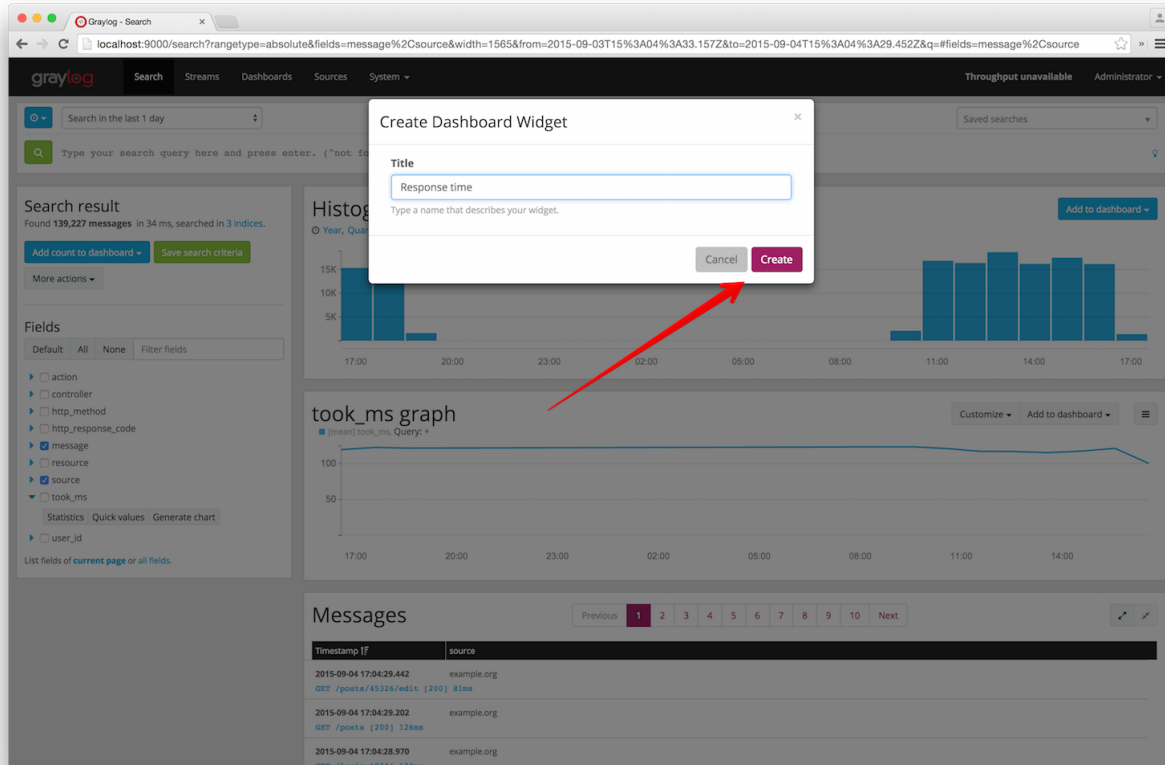 Graylog - Search
localhost:9000/search?rangetype=absolute&fields=message%2Csource&width=1565&from=2015-09-03T15%3A04%3A33.157Z&to=2015-09-04T15%3A04%3A29.452Z&q=#fields=message%2Csource
graylog Search Streams Dashboards Sources System Throughput unavailable Administrator
Search in the last 1 day
Saved searches
Type your search query here and press enter. ("not fo
Create Dashboard Widget
Title
Response time
Type a name that describes your widget.
Cancel Create
Search result
Found 139,227 messages in 34 ms, searched in 3 indices.
Add count to dashboard Save search criteria
More actions
Fields
Default All None Filter fields
action
controller
http_method
http_response_code
message
resource
source
took_ms
Statistics Quick values Generate chart
user_id
List fields of current page or all fields.
Histog
Add to dashboard
Year, Quar
15K
10K
5K
17:00 20:00 23:00 02:00 05:00 08:00 11:00 14:00 17:00
took_ms graph
Customize Add to dashboard
[mean] took_ms, Query: *
100
50
17:00 20:00 23:00 02:00 05:00 08:00 11:00 14:00
Messages
Previous 1 2 3 4 5 6 7 8 9 10 Next
Timestamp source
2015-09-04 17:04:29.442 example.org
GET /posts/45326/edit [200] 81ms
2015-09-04 17:04:29.202 example.org
GET /posts [200] 126ms
2015-09-04 17:04:28.970 example.org